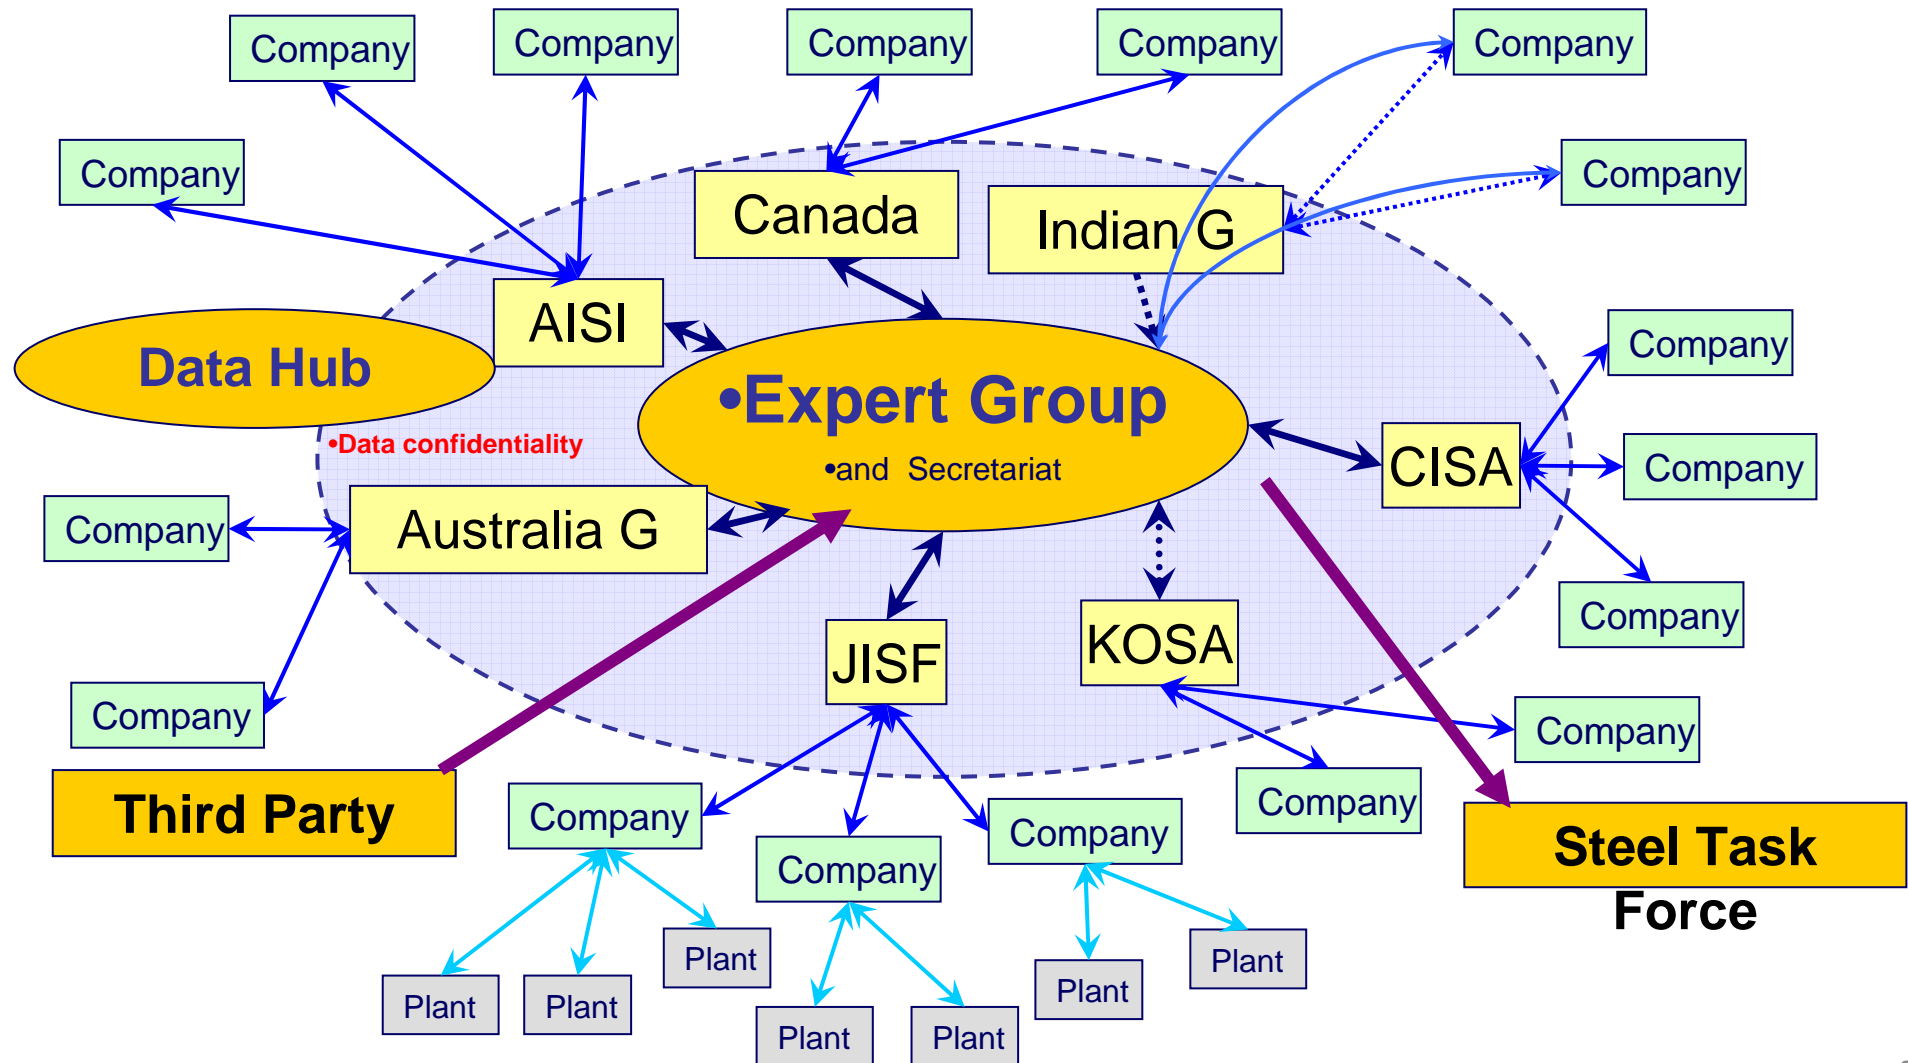 Company
Company
Company
Company
Company
Company
Company
Canada
Indian G
AISI
Data Hub
Company
•Expert Group
•Data confidentiality
•and  Secretariat
CISA
Company
Company
Australia G
Company
JISF
KOSA
Company
Company
Third Party
Company
Company
Company
Company
Steel Task
Force
Company
Plant
Plant
Plant
Plant
Plant
Plant
Plant